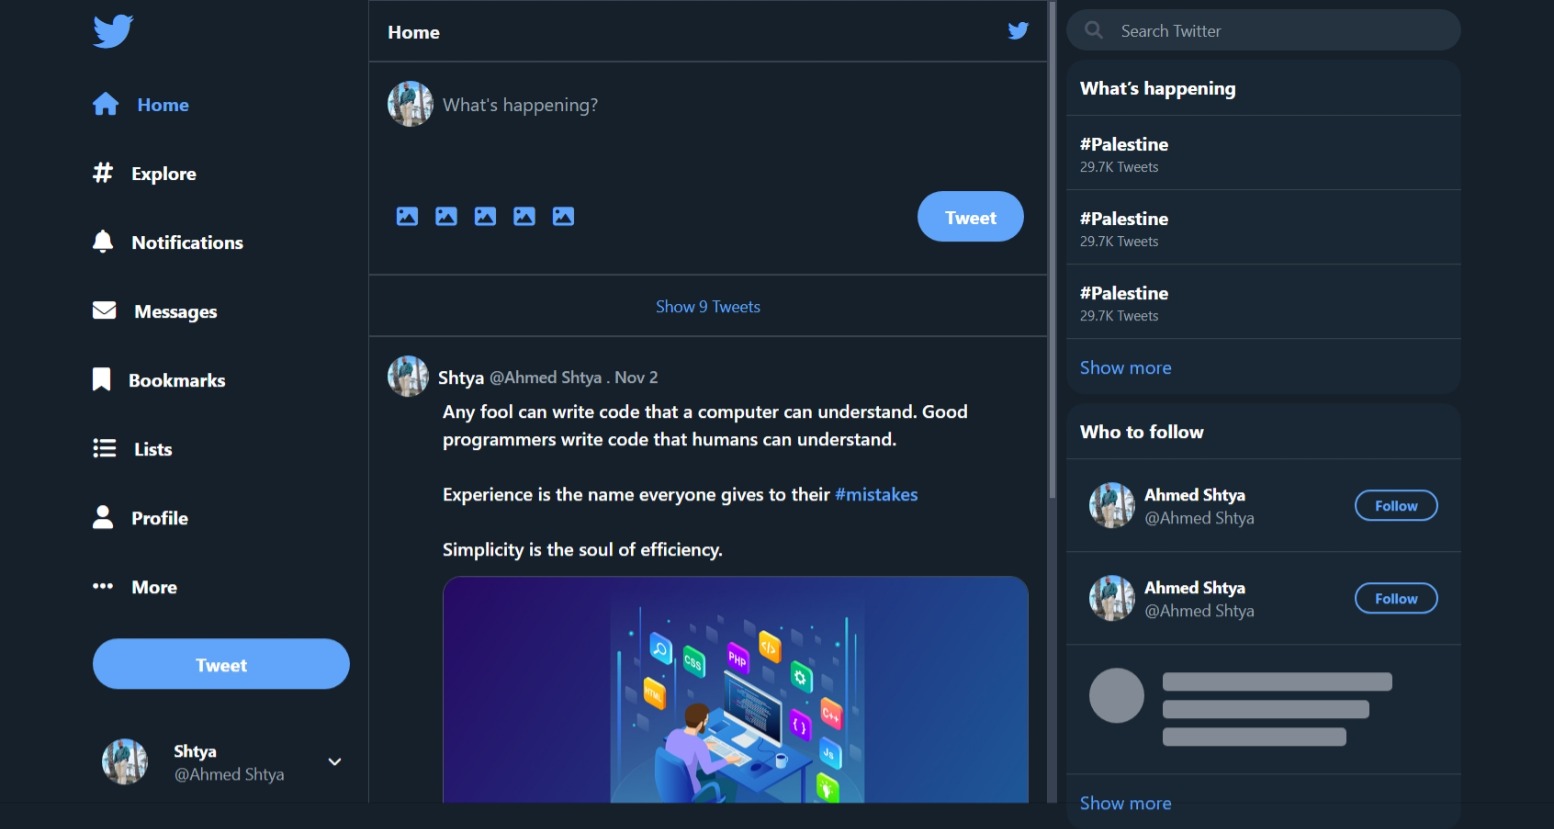 Home
Explore
Notifications
Messages
Bookmarks
Lists
Profile
More
Tweet
Shtya
@Ahmed Shtya
Home
What's happening?
Tweet
Show 9 Tweets
Shtya @Ahmed Shtya . Nov 2
Any fool can write code that a computer can understand. Good
programmers write code that humans can understand.
Experience is the name everyone gives to their #mistakes
Simplicity is the soul of efficiency.
CSS
PHP
</>
HTML
C++
{ }
Js
Search Twitter
What's happening
#Palestine
29.7K Tweets
#Palestine
29.7K Tweets
#Palestine
29.7K Tweets
Show more
Who to follow
Ahmed Shtya
@Ahmed Shtya
Follow
Ahmed Shtya
@Ahmed Shtya
Follow
Show more